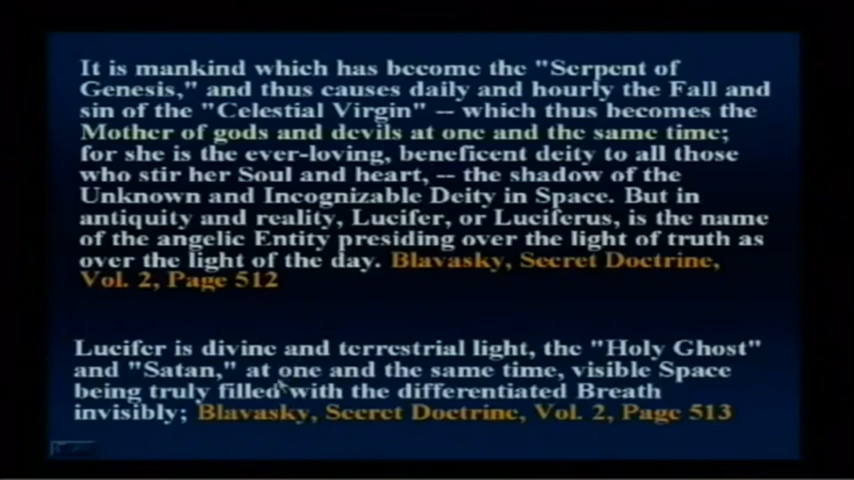 It is mankind which has become the "Serpent of
Genesis," and thus causes daily and hourly the Fall and
sin of the "Celestial Virgin" -- which thus becomes the
Mother of gods and devils at one and the same time;
for she is the ever-loving, beneficent deity to all those
who stir her Soul and heart, -- the shadow of the
Unknown and Incognizable Deity in Space. But in
antiquity and reality, Lucifer, or Luciferus, is the name
of the angelic Entity presiding over the light of truth as
over the light of the day. Blavasky, Secret Doctrine,
Vol. 2, Page 512
Lucifer is divine and terrestrial light, the "Holy Ghost"
and "Satan," at one and the same time, visible Space
being truly filled with the differentiated Breath
invisibly; Blavasky, Secret Doctrine, Vol. 2, Page 513